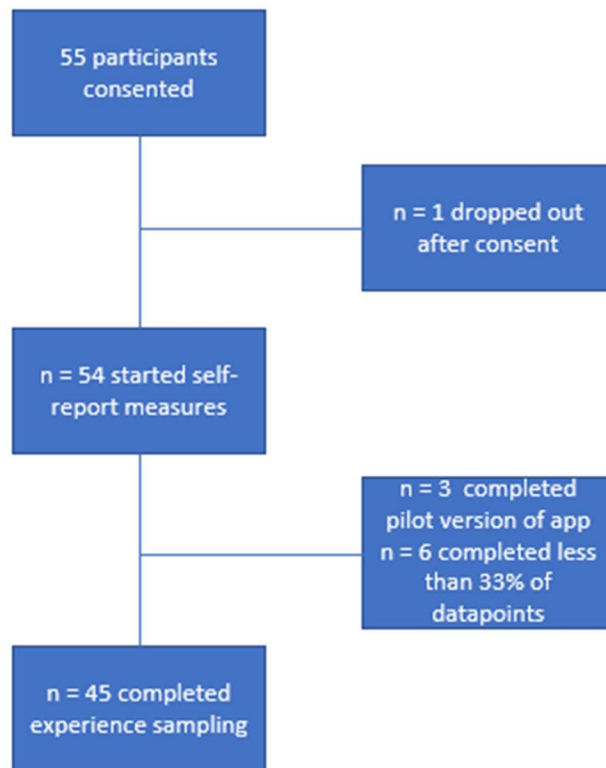 55 participants
consented
n = 1 dropped out
after consent
n = 54 started self-
report measures
n = 3  completed
pilot version of app
n = 6 completed less
than 33% of
datapoints
n = 45 completed
experience sampling